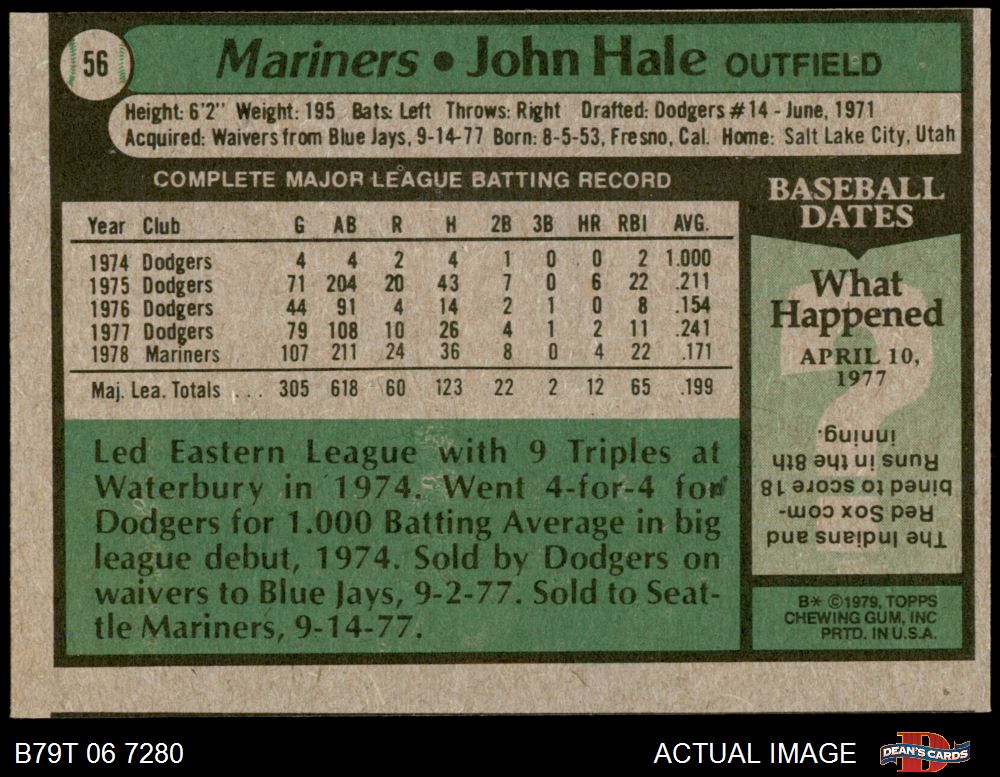 56
Mariners • John Hale OUTFIELD
Height: 6'2" Weight: 195 Bats: Left Throws: Right Drafted: Dodgers #14 - June, 1971
Acquired: Waivers from Blue Jays, 9-14-77 Born: 8-5-53, Fresno, Cal. Home: Salt Lake City, Utah
COMPLETE MAJOR LEAGUE BATTING RECORD
Year Club G AB R H 2B 3B HR RBI AVG.
1974 Dodgers 4 4 2 4 1 0 0 2 1.000
1975 Dodgers 71 204 20 43 7 0 6 22 .211
1976 Dodgers 44 91 4 14 2 1 0 8 .154
1977 Dodgers 79 108 10 26 4 1 2 11 .241
1978 Mariners 107 211 24 36 8 0 4 22 .171
Maj. Lea. Totals ... 305 618 60 123 22 2 12 65 .199
Led Eastern League with 9 Triples at
Waterbury in 1974. Went 4-for-4 for
Dodgers for 1.000 Batting Average in big
league debut, 1974. Sold by Dodgers on
waivers to Blue Jays, 9-2-77. Sold to Seat-
tle Mariners, 9-14-77.
BASEBALL
DATES
What
Happened
APRIL 10,
1977
The Indians and
Red Sox com-
bined to score 18
Runs in the 8th
inning.
B* ©1979, TOPPS
CHEWING GUM, INC
PRTD. IN U.S.A.
B79T 06 7280
ACTUAL IMAGE
D
DEAN'S CARDS